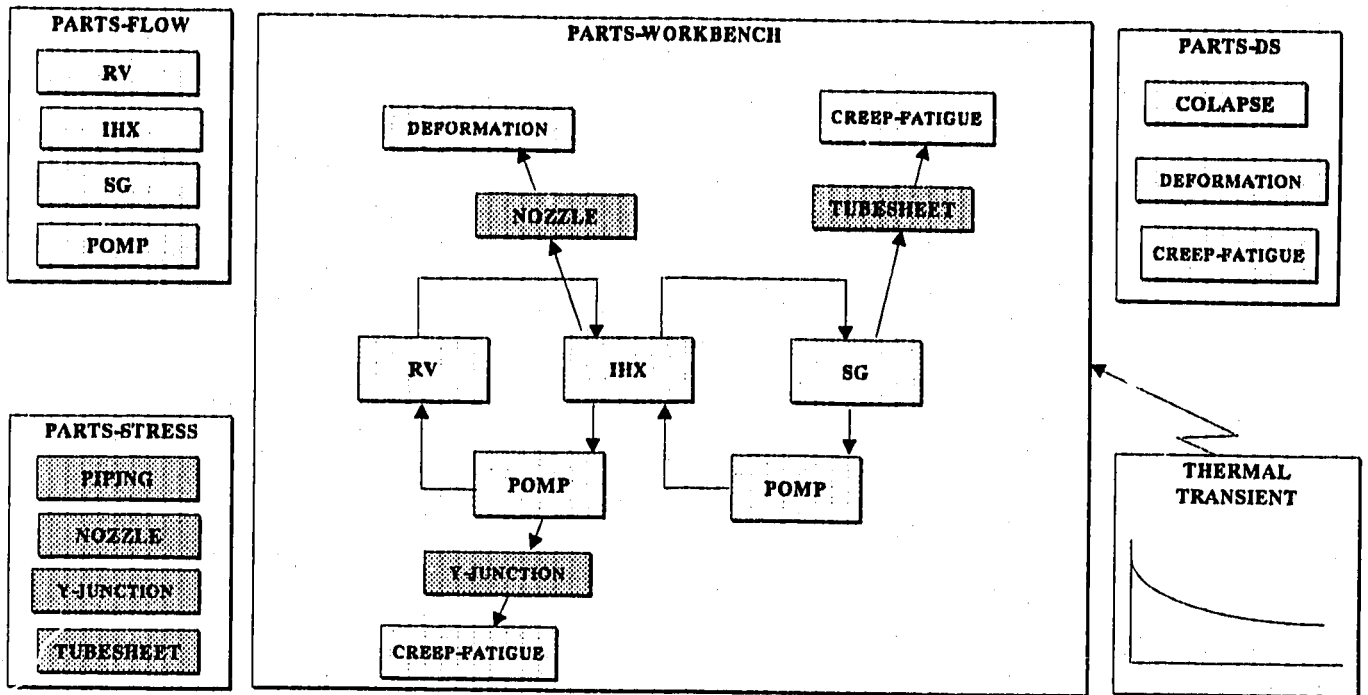 PARTS-FLOW
RV
IHX
SG
POMP
PARTS-STRESS
PIPING
NOZZLE
Y-JUNCTION
TUBESHEET
PARTS-WORKBENCH
DEFORMATION
CREEP-FATIGUE
NOZZLE
TUBESHEET
RV
IHX
SG
POMP
POMP
Y-JUNCTION
CREEP-FATIGUE
PARTS-DS
COLAPSE
DEFORMATION
CREEP-FATIGUE
THERMAL
TRANSIENT